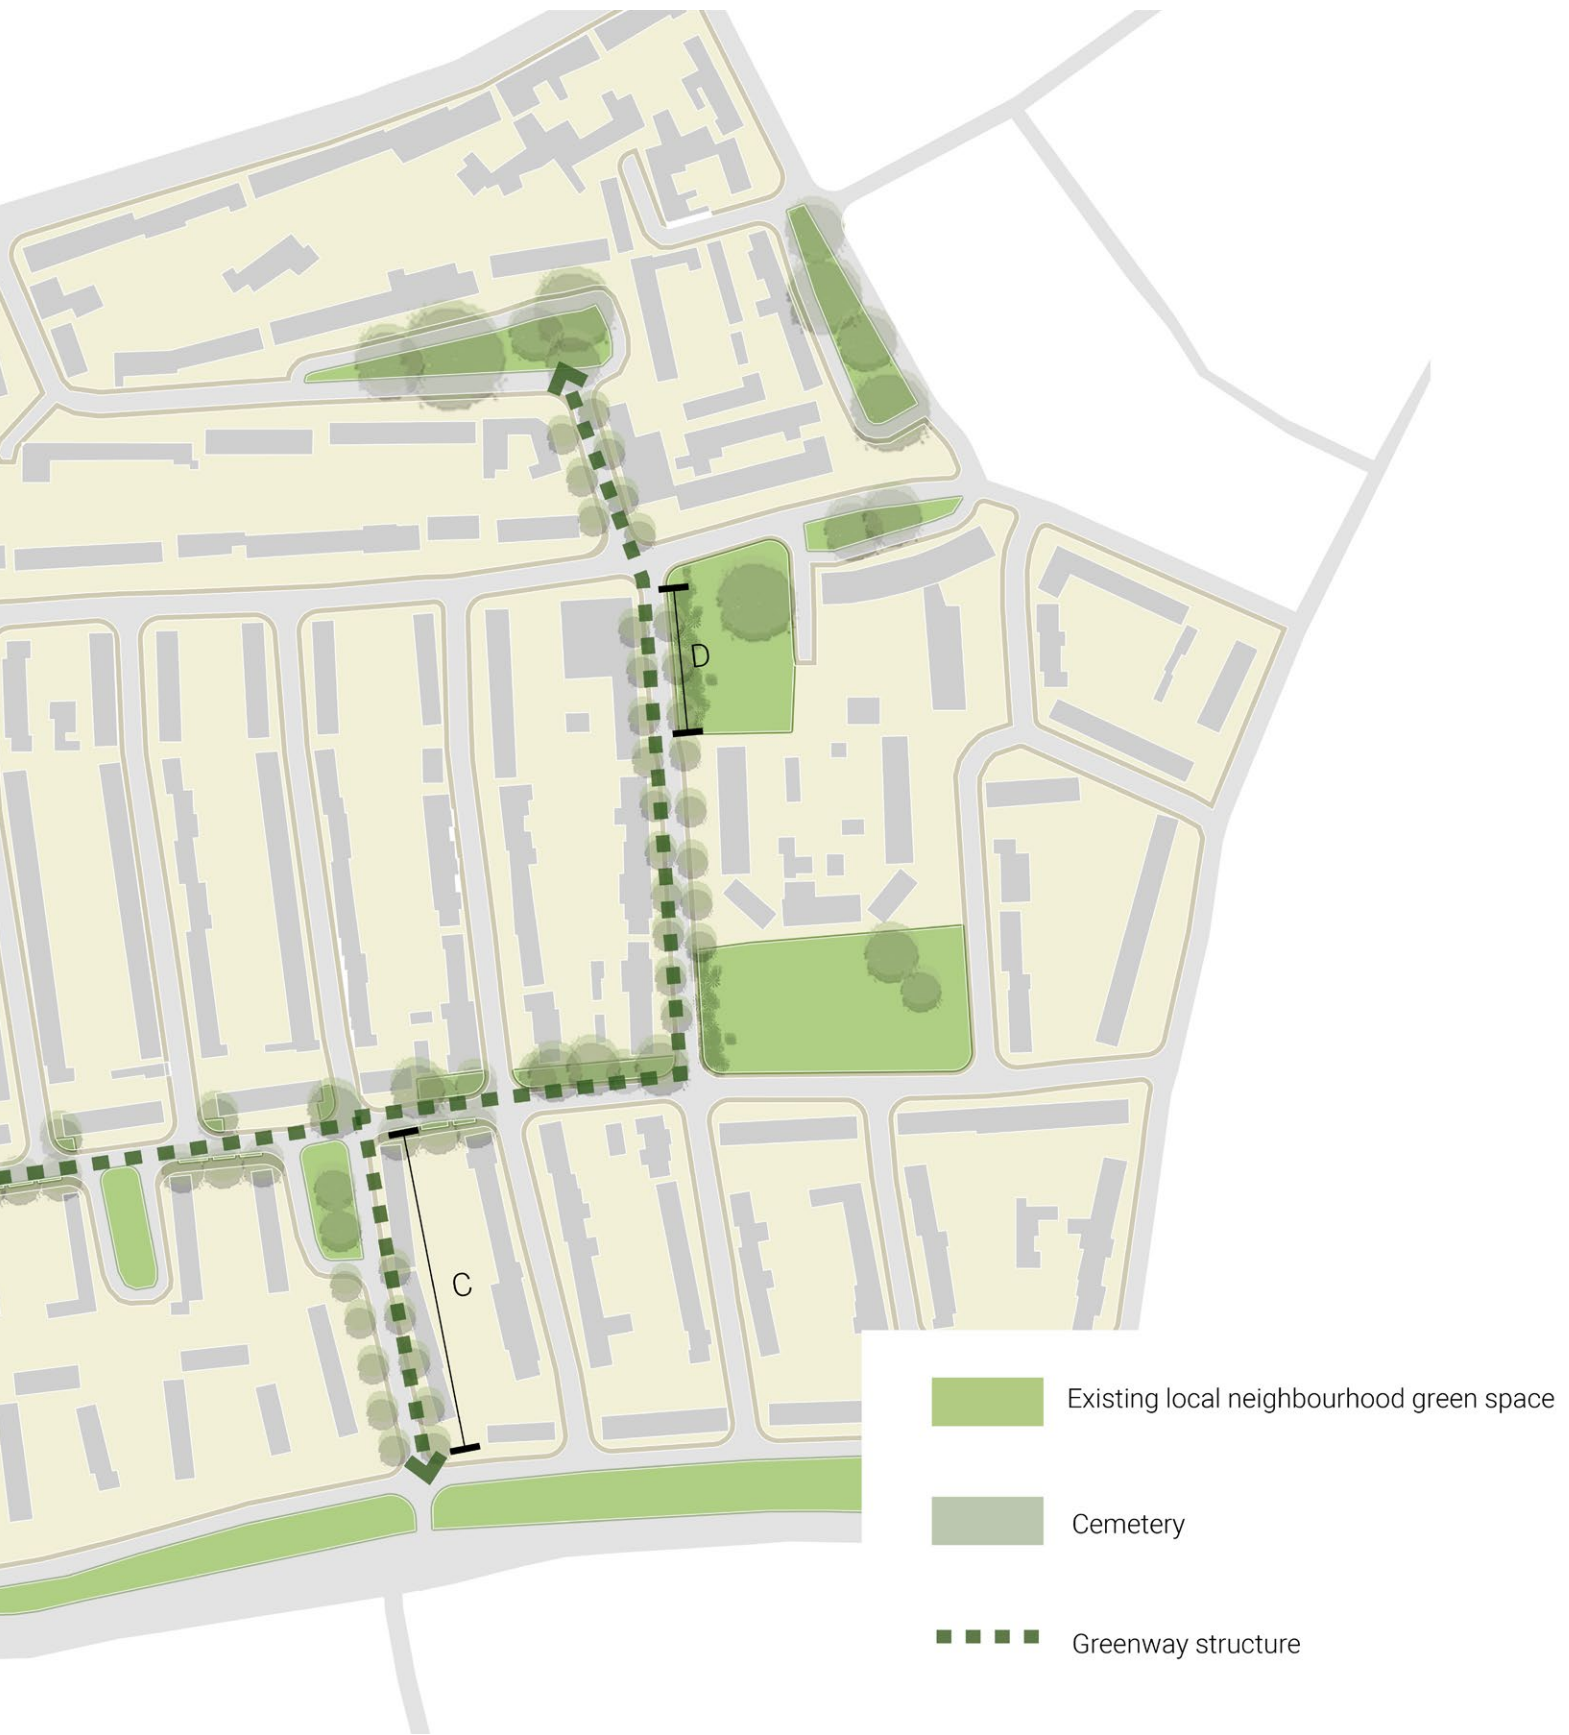 D
C
Existing local neighbourhood green space
Cemetery
Greenway structure